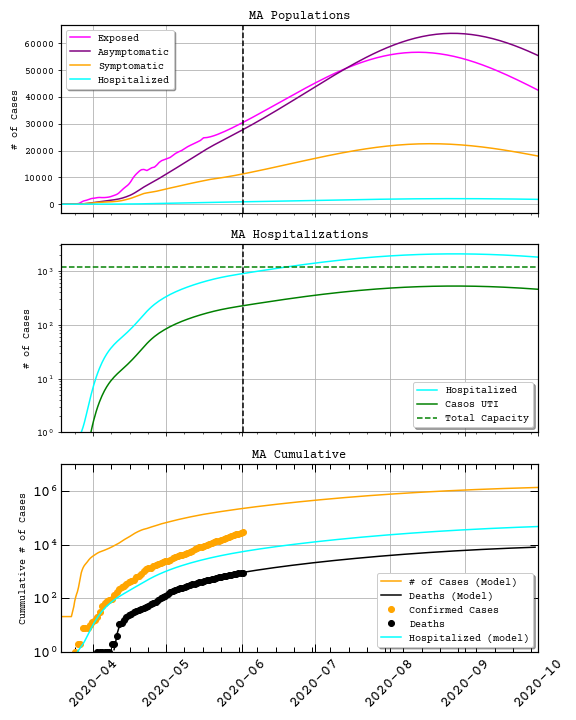 MA Populations
Exposed
Asymptomatic
Symptomatic
Hospitalized
# of Cases
60000
50000
40000
30000
20000
10000
0
MA Hospitalizations
# of Cases
10³
10²
10¹
10⁰
Hospitalized
Casos UTI
Total Capacity
MA Cumulative
Cummulative # of Cases
10⁶
10⁴
10²
10⁰
# of Cases (Model)
Deaths (Model)
Confirmed Cases
Deaths
Hospitalized (model)
2020-04
2020-05
2020-06
2020-07
2020-08
2020-09
2020-10